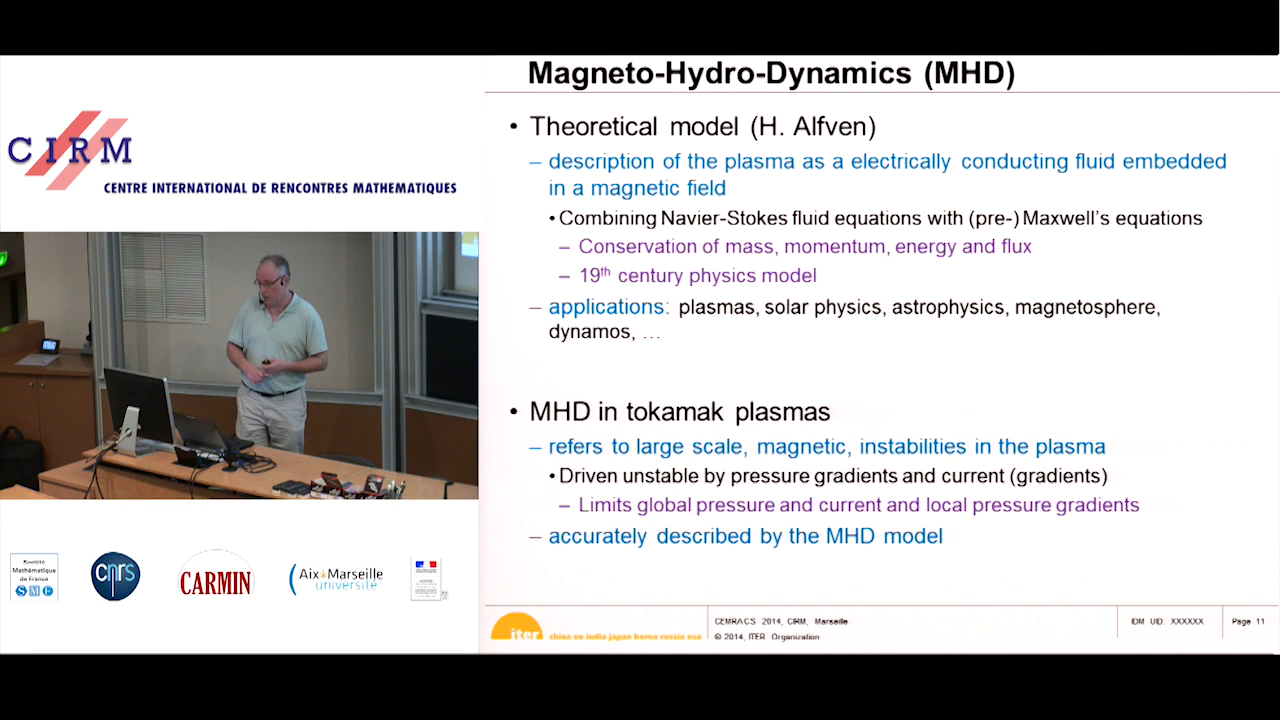 CIRM
CENTRE INTERNATIONAL DE RENCONTRES MATHEMATIQUES
Société
Mathématique
de France
SMF
cnrs
CARMIN
Aix*Marseille
université
Magneto-Hydro-Dynamics (MHD)
• Theoretical model (H. Alfven)
– description of the plasma as a electrically conducting fluid embedded
in a magnetic field
• Combining Navier-Stokes fluid equations with (pre-) Maxwell's equations
– Conservation of mass, momentum, energy and flux
– 19th century physics model
– applications: plasmas, solar physics, astrophysics, magnetosphere,
dynamos, …
• MHD in tokamak plasmas
– refers to large scale, magnetic, instabilities in the plasma
• Driven unstable by pressure gradients and current (gradients)
– Limits global pressure and current and local pressure gradients
– accurately described by the MHD model
iter
china eu india japan korea russia usa
CEMRACS 2014, CIRM, Marseille
© 2014, ITER Organization
IDM UID: XXXXXX
Page 11